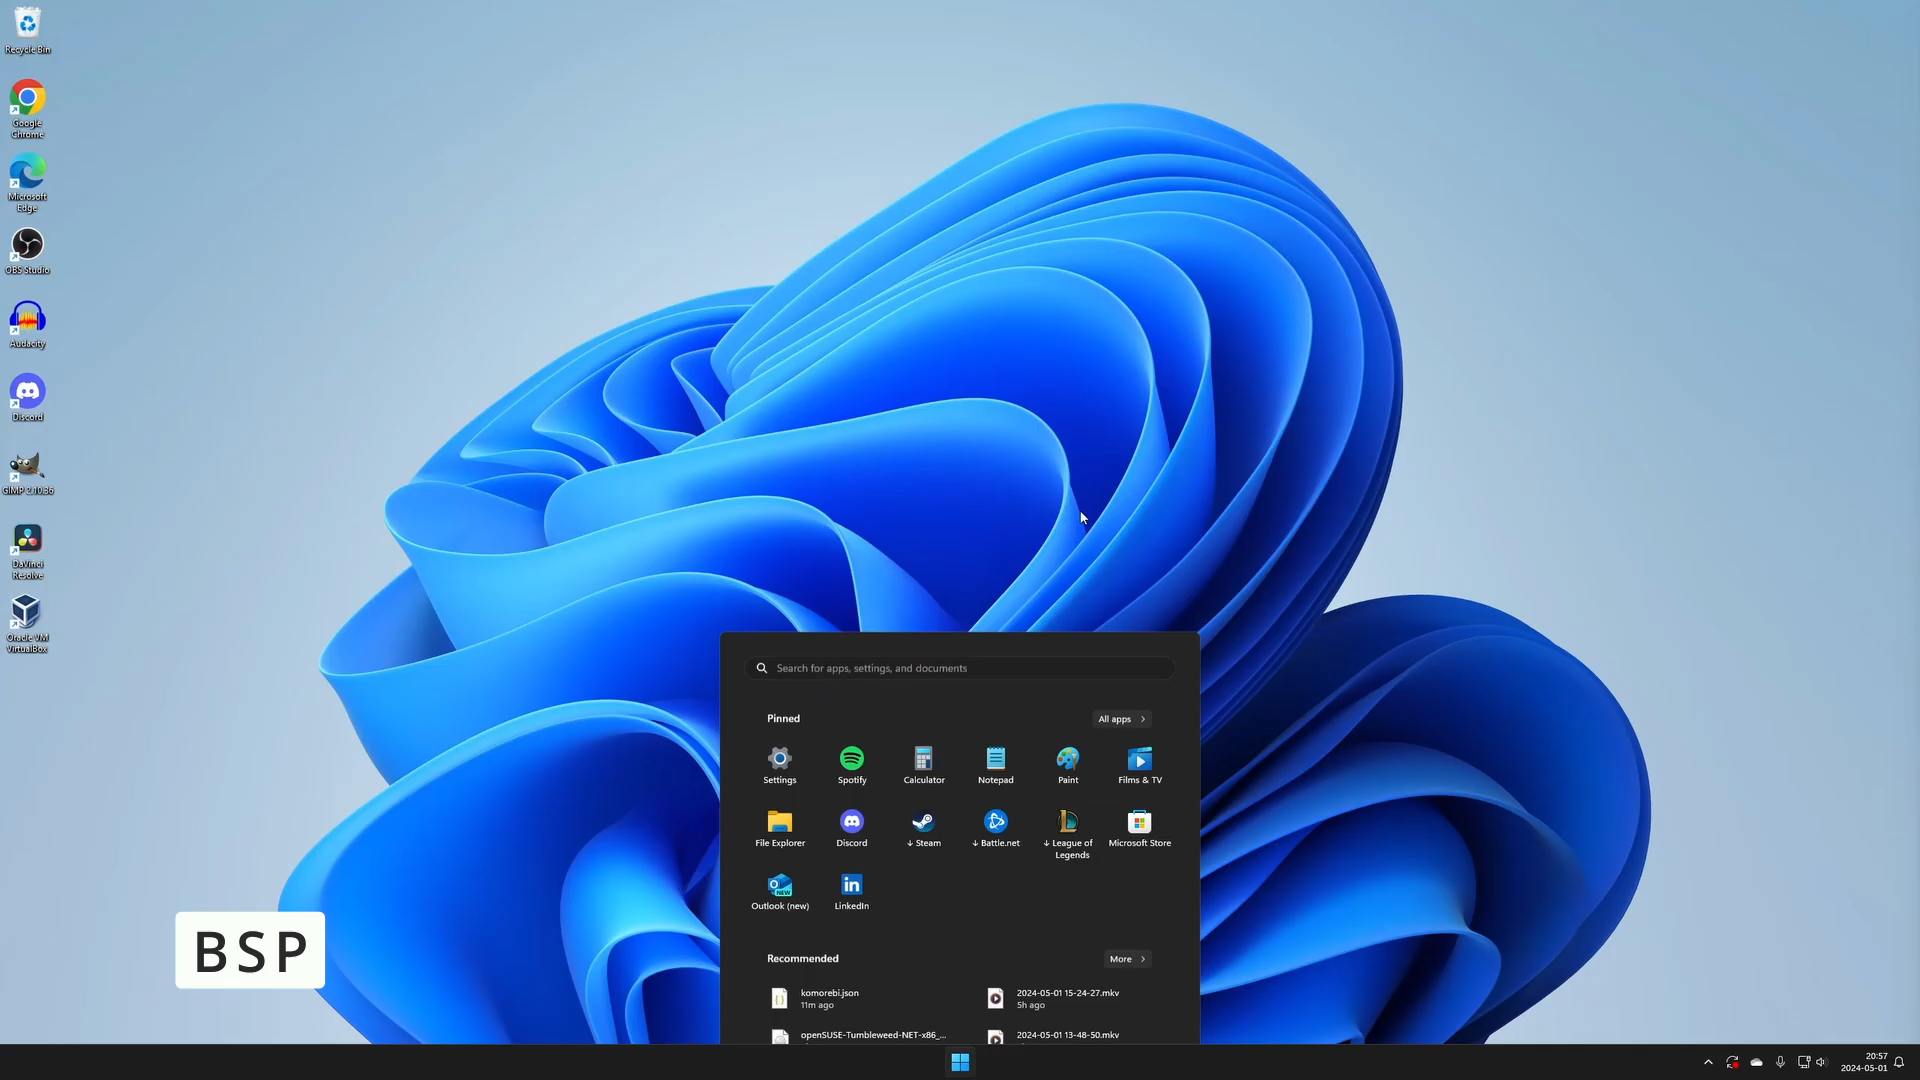 Recycle Bin
Google
Chrome
Microsoft
Edge
OBS Studio
Audacity
Discord
GIMP 2.10.36
DaVinci
Resolve
Oracle VM
VirtualBox
BSP
Search for apps, settings, and documents
Pinned
All apps
Settings
Spotify
Calculator
Notepad
Paint
Films & TV
File Explorer
Discord
↓ Steam
↓ Battle.net
↓ League of
Legends
Microsoft Store
Outlook (new)
LinkedIn
Recommended
More
komorebi.json
11m ago
2024-05-01 15-24-27.mkv
5h ago
openSUSE-Tumbleweed-NET-x86_...
2024-05-01 13-48-50.mkv
20:57
2024-05-01